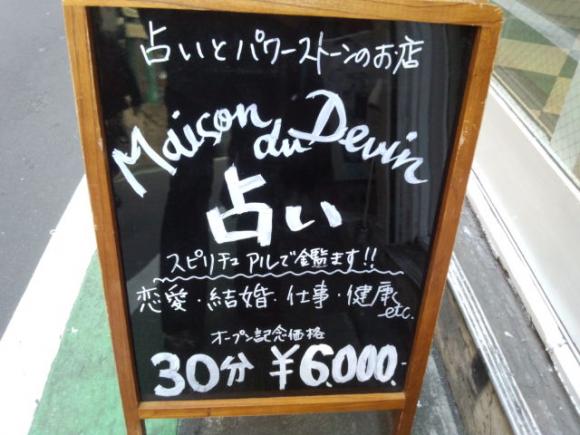 占いとパワーストーンのお店
Maison du Devin
占い
スピリチュアルで鑑ます!!
恋愛・結婚・仕事・健康 etc.
オープン記念価格
30分 ¥6.000.-